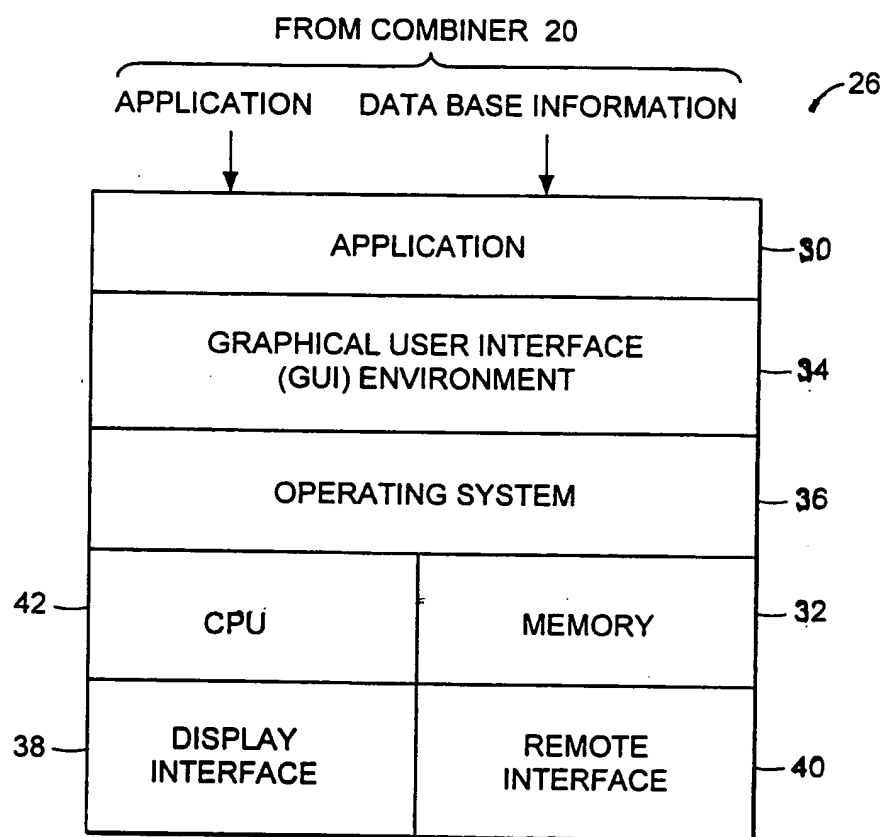 FROM COMBINER 20
APPLICATION DATA BASE INFORMATION
26
APPLICATION
30
GRAPHICAL USER INTERFACE
(GUI) ENVIRONMENT
34
OPERATING SYSTEM
36
42
CPU
MEMORY
32
38
DISPLAY
INTERFACE
REMOTE
INTERFACE
40